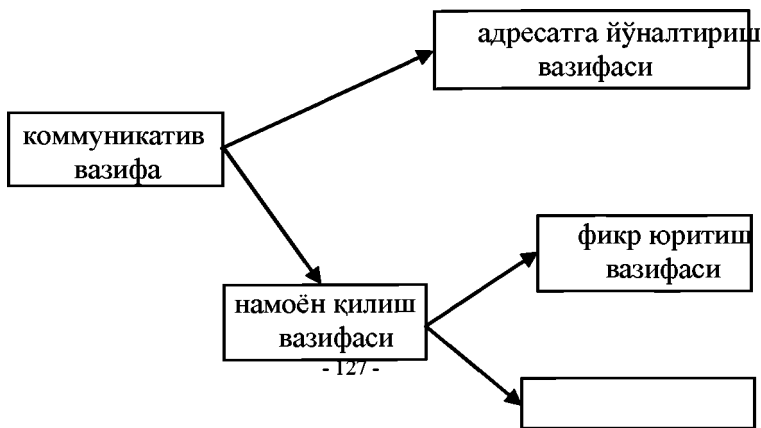 адресатга йўналтириш
вазифаси
коммуникатив
вазифа
фикр юритиш
вазифаси
намоён қилиш
вазифаси
- 127 -